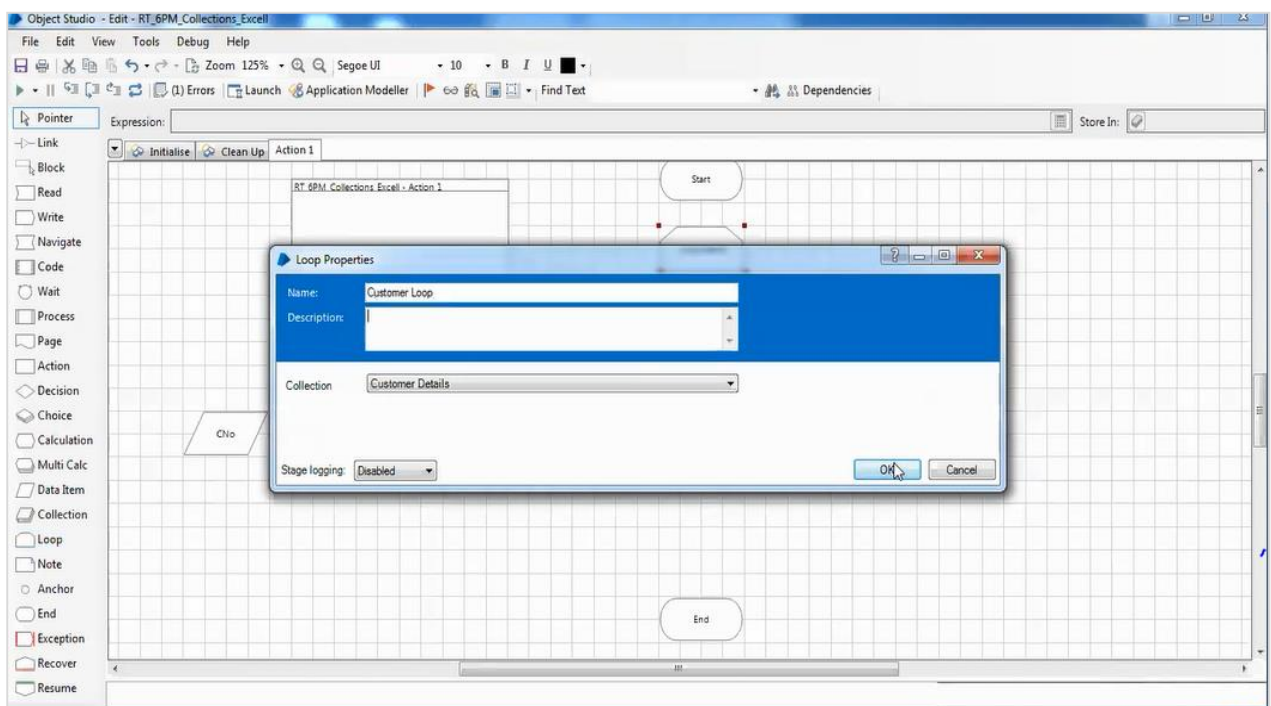 Object Studio - Edit - RT_6PM_Collections_Excell
File Edit View Tools Debug Help
Zoom 125% Segoe UI 10 B I U
(1) Errors Launch Application Modeller Find Text Dependencies
Pointer
Expression: Store In:
Link
Initialise Clean Up Action 1
Block
Start
Read
RT 6PM Collections Excell - Action 1
Write
Navigate
Loop Properties
Code
Name: Customer Loop
Wait
Description:
Process
Page
Action
Collection Customer Details
Decision
Choice
CNo
Calculation
Multi Calc
Stage logging: Disabled OK Cancel
Data Item
Collection
Loop
Note
Anchor
End
End
Exception
Recover
Resume